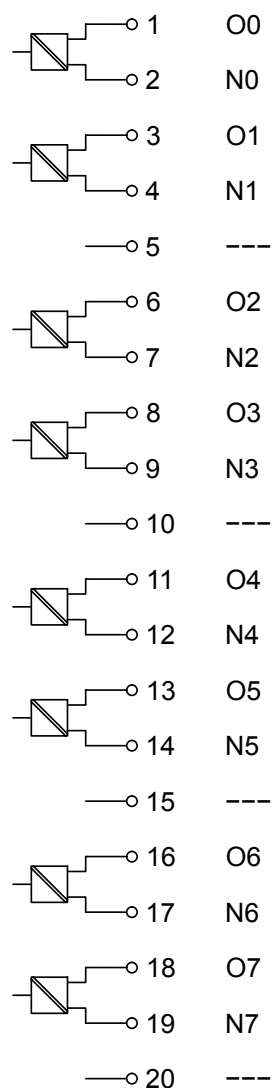 1 O0
2 N0
3 O1
4 N1
5 ---
6 O2
7 N2
8 O3
9 N3
10 ---
11 O4
12 N4
13 O5
14 N5
15 ---
16 O6
17 N6
18 O7
19 N7
20 ---